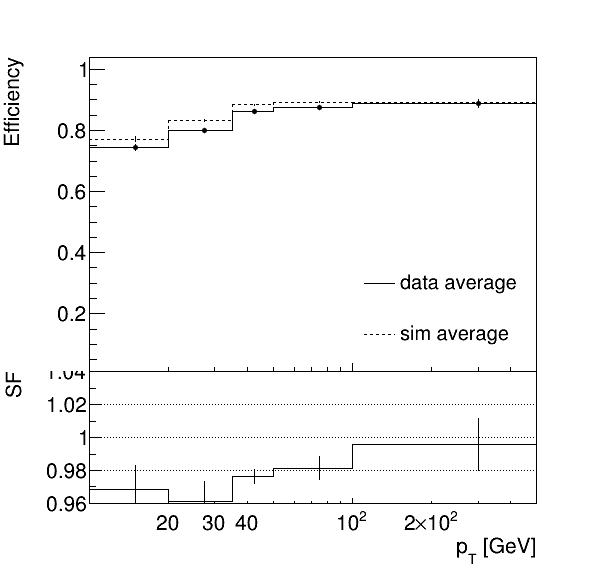 Efficiency
1
0.8
0.6
0.4
0.2
data average
sim average
SF
1.04
1.02
1
0.98
0.96
20 30 40 10² 2×10²
p_T [GeV]